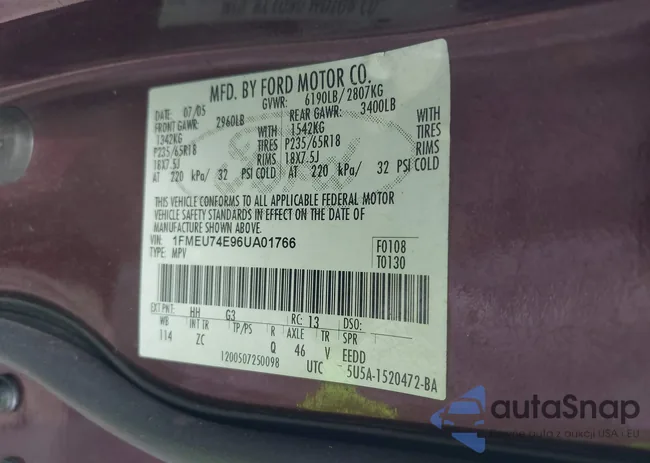 MFD. BY FORD MOTOR CO.
DATE: 07/05 GVWR: 6190LB/2807KG
FRONT GAWR: 2960LB REAR GAWR: 3400LB
1342KG WITH 1542KG WITH
P235/65R18 TIRES P235/65R18 TIRES
18X7.5J RIMS 18X7.5J RIMS
AT 220 kPa/ 32 PSI COLD AT 220 kPa/ 32 PSI COLD
THIS VEHICLE CONFORMS TO ALL APPLICABLE FEDERAL MOTOR
VEHICLE SAFETY AND THEFT PREVENTION STANDARDS IN
EFFECT ON THE DATE OF
MANUFACTURE SHOWN ABOVE.
VIN: 1FMEU74E96UA01766 F0108
TYPE: MPV T0130
EXT PNT: HH G3 RC: 13 DSO:
WB INT TR TP/PS R AXLE TR SPR
114 ZC Q 46 V EEDD
1200507250098 UTC 5U5A-1520472-BA
autaSnap